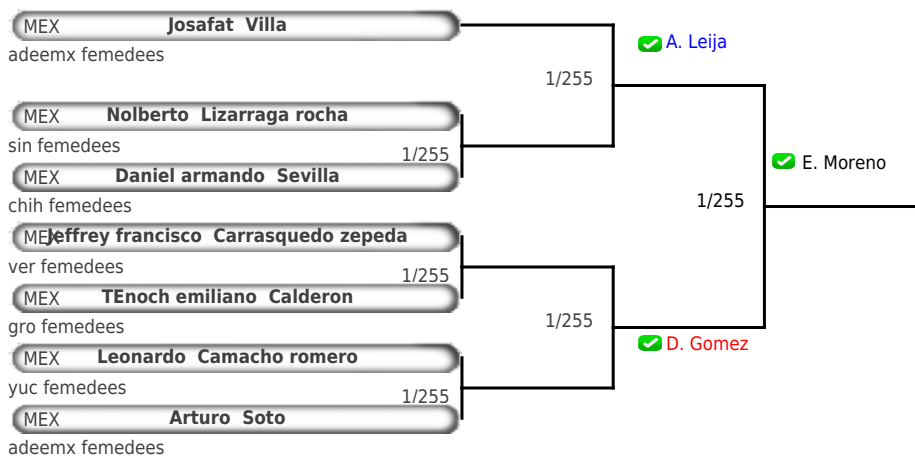 MEX Josafat Villa
adeemx femedees
A. Leija
1/255
MEX Nolberto Lizarraga rocha
sin femedees
1/255
MEX Daniel armando Sevilla
chih femedees
E. Moreno
1/255
MEX Jeffrey francisco Carrasquedo zepeda
ver femedees
1/255
MEX TEnoch emiliano Calderon
gro femedees
1/255
D. Gomez
MEX Leonardo Camacho romero
yuc femedees
1/255
MEX Arturo Soto
adeemx femedees